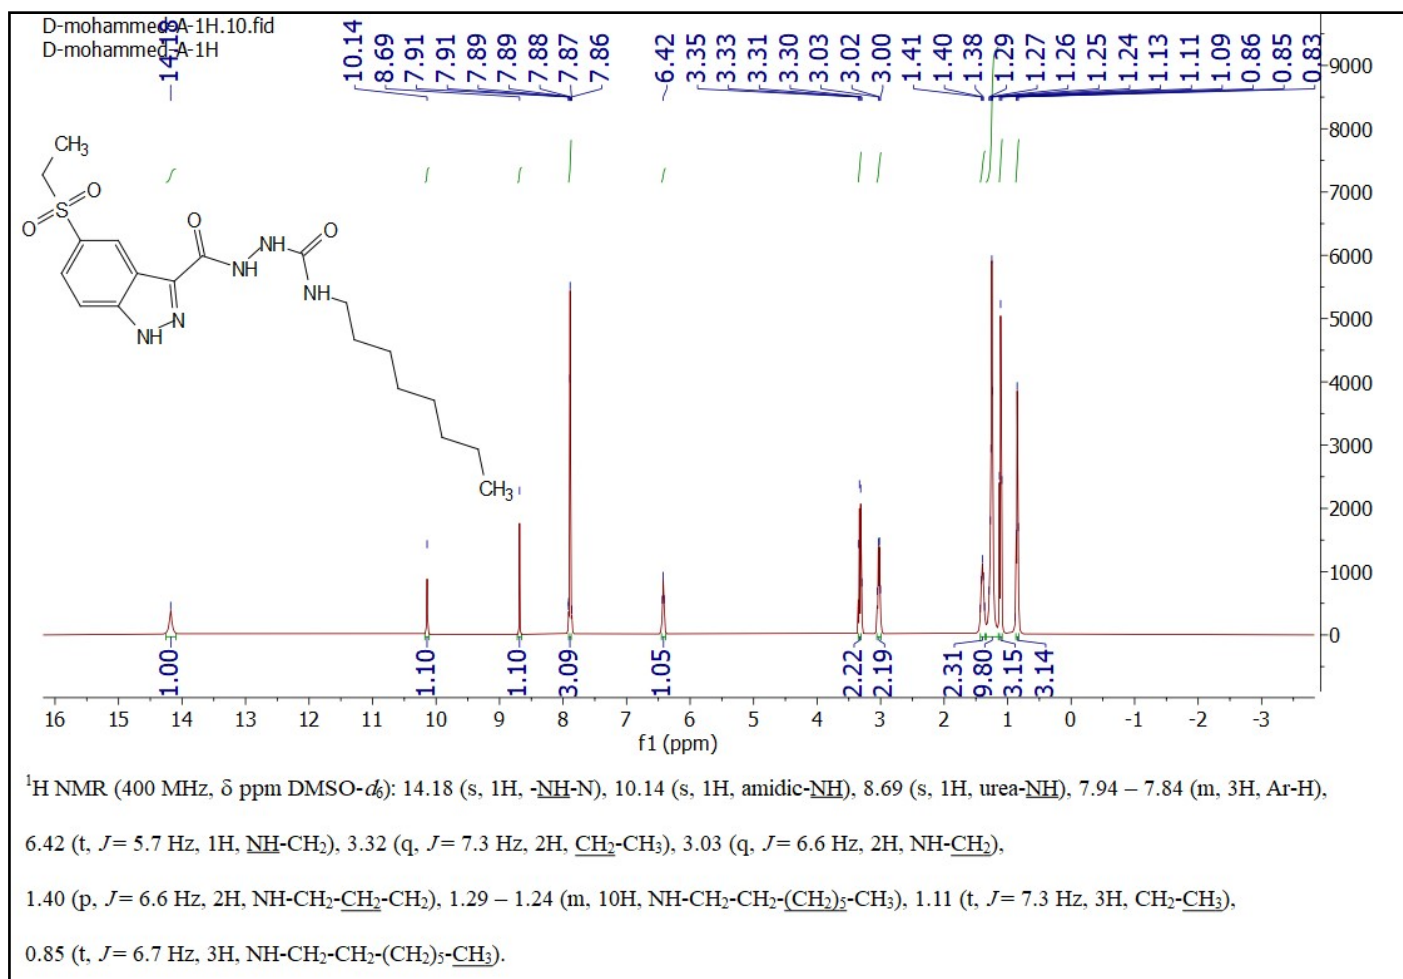 D-mohammed-A-1H.10.fid
D-mohammed-A-1H
14.18
10.14
8.69
7.91
7.91
7.89
7.89
7.88
7.87
7.86
6.42
3.35
3.33
3.31
3.30
3.03
3.02
3.00
1.41
1.40
1.38
1.29
1.27
1.26
1.25
1.24
1.13
1.11
1.09
0.86
0.85
0.83
9000
8000
7000
6000
5000
4000
3000
2000
1000
0
CH₃
O
S
O
O
NH
NH
O
NH
N
NH
CH₃
1.00
1.10
1.10
3.09
1.05
2.22
2.19
2.31
9.80
3.15
3.14
16 15 14 13 12 11 10 9 8 7 6 5 4 3 2 1 0 -1 -2 -3
f1 (ppm)
¹H NMR (400 MHz, δ ppm DMSO-d₆): 14.18 (s, 1H, -NH-N), 10.14 (s, 1H, amidic-NH), 8.69 (s, 1H, urea-NH), 7.94 – 7.84 (m, 3H, Ar-H),
6.42 (t, J = 5.7 Hz, 1H, NH-CH₂), 3.32 (q, J = 7.3 Hz, 2H, CH₂-CH₃), 3.03 (q, J = 6.6 Hz, 2H, NH-CH₂),
1.40 (p, J = 6.6 Hz, 2H, NH-CH₂-CH₂-CH₂), 1.29 – 1.24 (m, 10H, NH-CH₂-CH₂-(CH₂)₅-CH₃), 1.11 (t, J = 7.3 Hz, 3H, CH₂-CH₃),
0.85 (t, J = 6.7 Hz, 3H, NH-CH₂-CH₂-(CH₂)₅-CH₃).